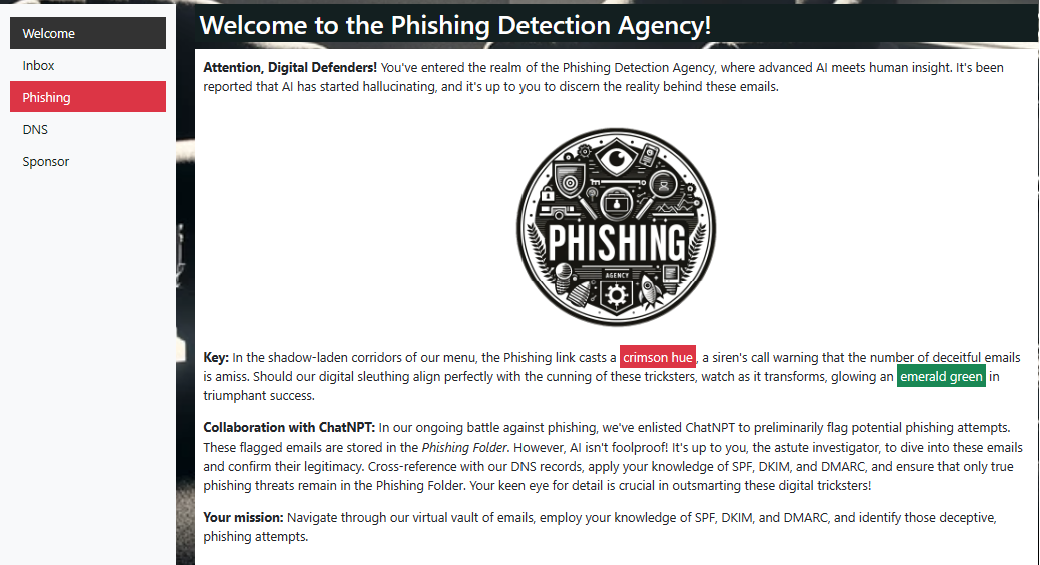 Welcome
Inbox
Phishing
DNS
Sponsor
Welcome to the Phishing Detection Agency!
Attention, Digital Defenders! You've entered the realm of the Phishing Detection Agency, where advanced AI meets human insight. It's been
reported that AI has started hallucinating, and it's up to you to discern the reality behind these emails.
PHISHING
AGENCY
Key: In the shadow-laden corridors of our menu, the Phishing link casts a crimson hue, a siren's call warning that the number of deceitful emails
is amiss. Should our digital sleuthing align perfectly with the cunning of these tricksters, watch as it transforms, glowing an emerald green in
triumphant success.
Collaboration with ChatNPT: In our ongoing battle against phishing, we've enlisted ChatNPT to preliminarily flag potential phishing attempts.
These flagged emails are stored in the Phishing Folder. However, AI isn't foolproof! It's up to you, the astute investigator, to dive into these emails
and confirm their legitimacy. Cross-reference with our DNS records, apply your knowledge of SPF, DKIM, and DMARC, and ensure that only true
phishing threats remain in the Phishing Folder. Your keen eye for detail is crucial in outsmarting these digital tricksters!
Your mission: Navigate through our virtual vault of emails, employ your knowledge of SPF, DKIM, and DMARC, and identify those deceptive,
phishing attempts.